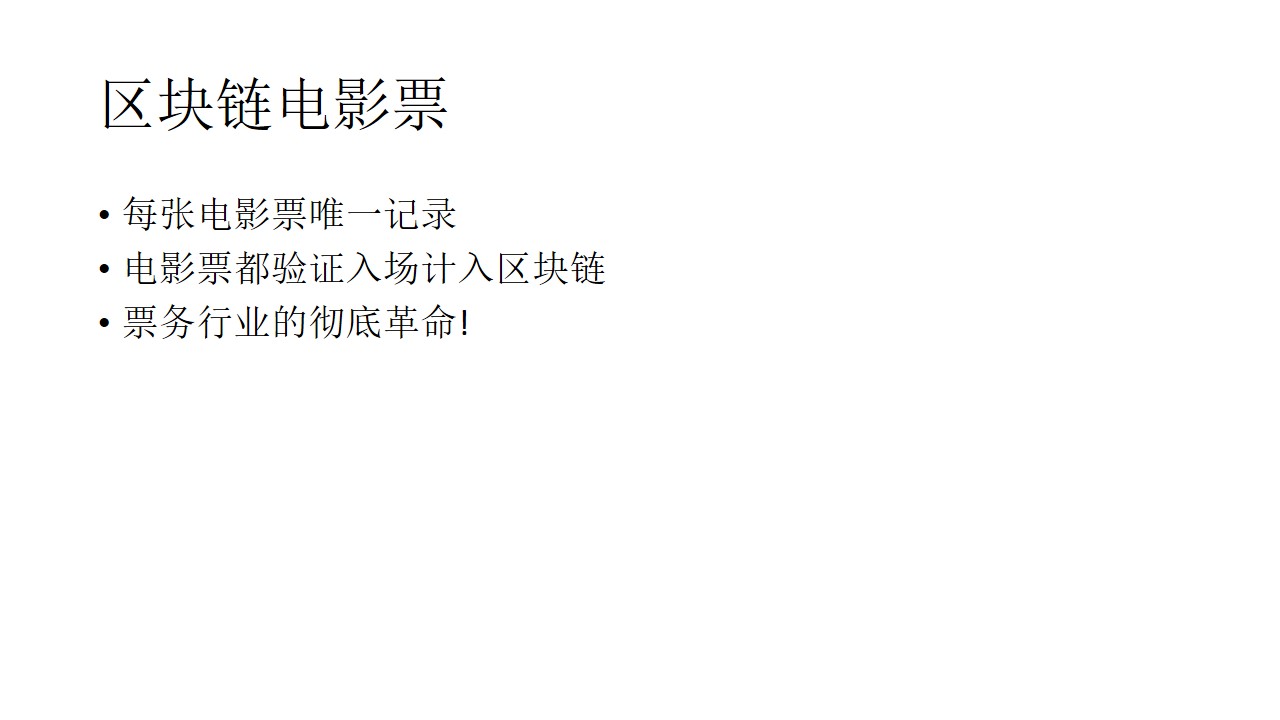 区块链电影票
• 每张电影票唯一记录
• 电影票都验证入场计入区块链
• 票务行业的彻底革命!